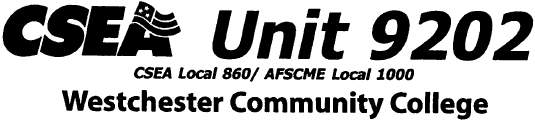 CSEA Unit 9202
CSEA Local 860/ AFSCME Local 1000
Westchester Community College